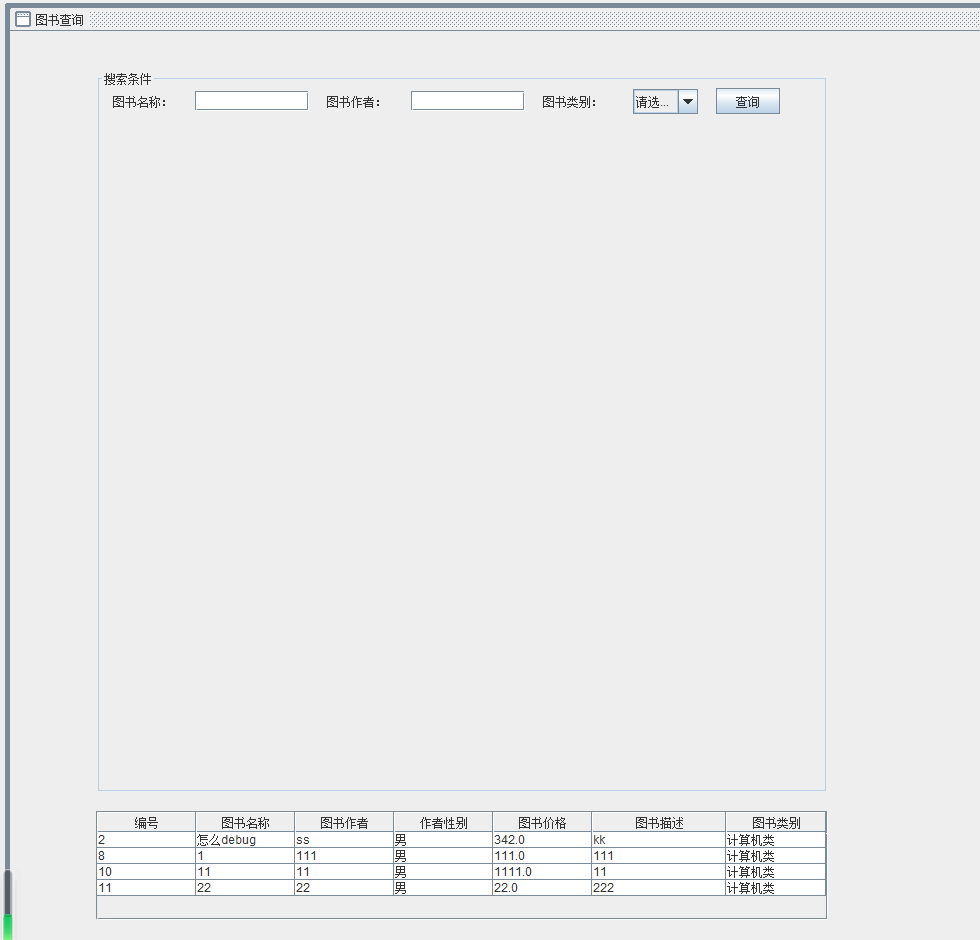 图书查询
搜索条件
图书名称： 图书作者： 图书类别： 请选... 查询
编号 图书名称 图书作者 作者性别 图书价格 图书描述 图书类别
2 怎么debug ss 男 342.0 kk 计算机类
8 1 111 男 111.0 111 计算机类
10 11 11 男 1111.0 11 计算机类
11 22 22 男 22.0 222 计算机类